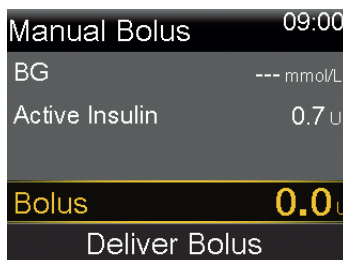 Manual Bolus 09:00
BG --- mmol/L
Active Insulin 0.7 U
Bolus 0.0 U
Deliver Bolus